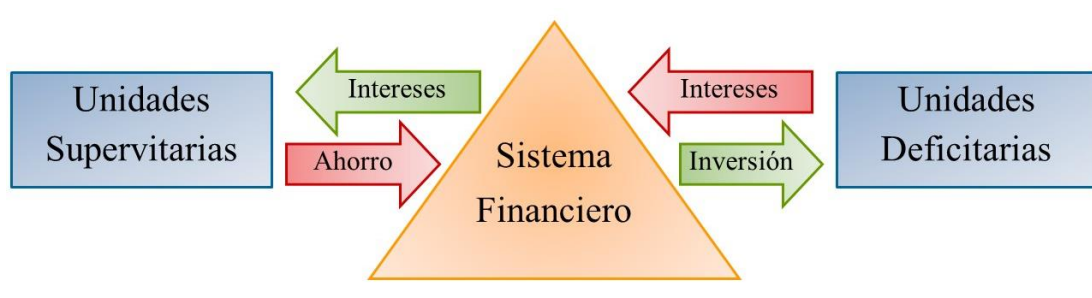 Unidades
Supervitarias
Intereses
Ahorro
Sistema
Financiero
Intereses
Inversión
Unidades
Deficitarias